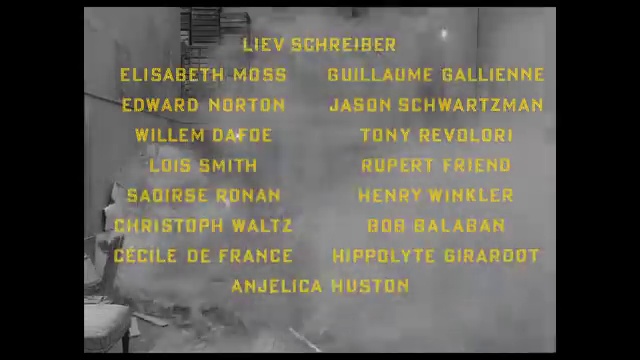 LIEV SCHREIBER
ELISABETH MOSS GUILLAUME GALLIENNE
EDWARD NORTON JASON SCHWARTZMAN
WILLEM DAFOE TONY REVOLORI
LOIS SMITH RUPERT FRIEND
SAOIRSE RONAN HENRY WINKLER
CHRISTOPH WALTZ BOB BALABAN
CÉCILE DE FRANCE HIPPOLYTE GIRARDOT
ANJELICA HUSTON